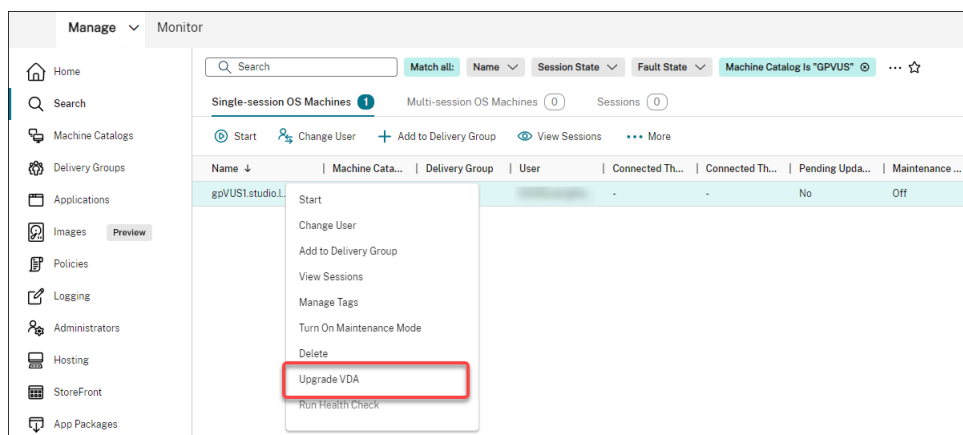 Manage Monitor
Home
Search
Machine Catalogs
Delivery Groups
Applications
Images Preview
Policies
Logging
Administrators
Hosting
StoreFront
App Packages
Search Match all: Name Session State Fault State Machine Catalog Is "GPVUS" ...
Single-session OS Machines 1 Multi-session OS Machines 0 Sessions 0
Start Change User Add to Delivery Group View Sessions ... More
Name ↓ Machine Cata... Delivery Group User Connected Th... Connected Th... Pending Upda... Maintenance ...
gpVUS1.studio.l... - - No Off
Start
Change User
Add to Delivery Group
View Sessions
Manage Tags
Turn On Maintenance Mode
Delete
Upgrade VDA
Run Health Check